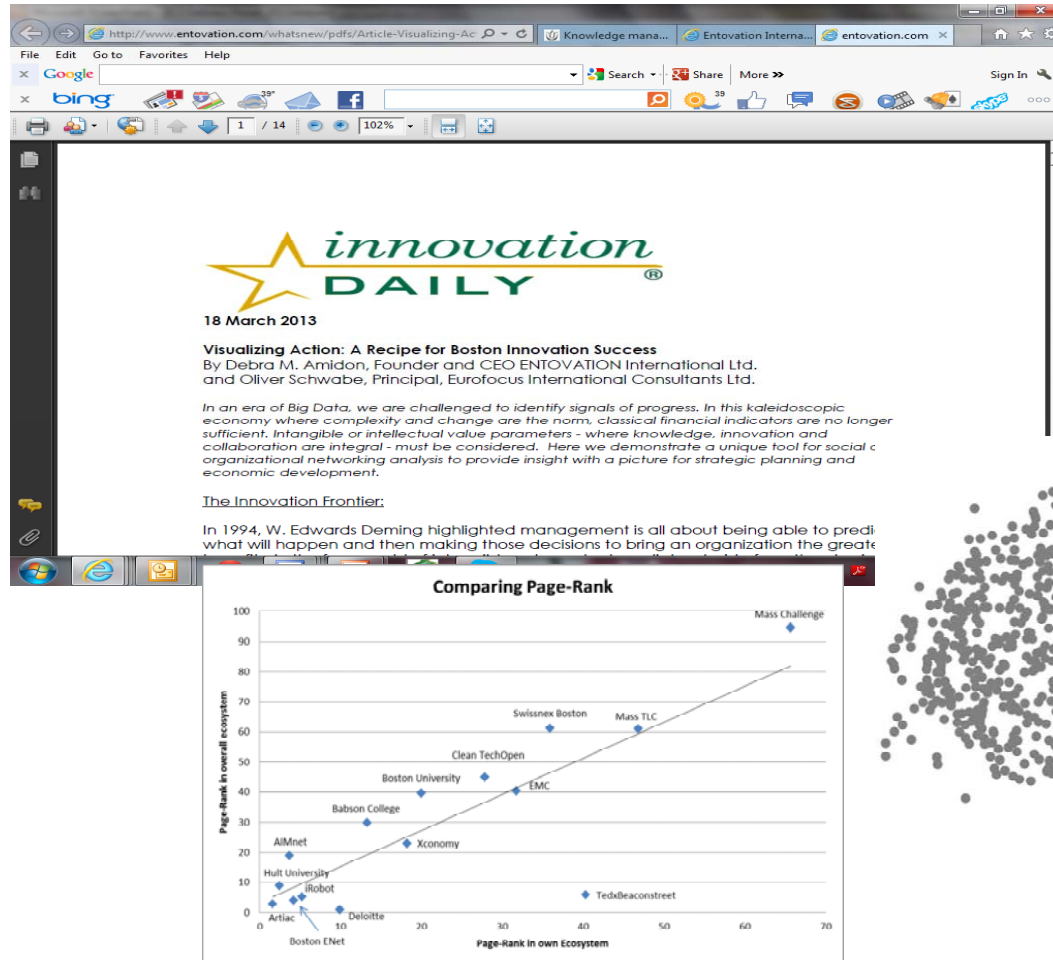 http://www.entovation.com/whatsnew/pdfs/Article-Visualizing-Ac
Knowledge mana...
Entovation Interna...
entovation.com
File Edit Go to Favorites Help
Google Search Share More >> Sign In
bing 39° 39
1 / 14 102%
innovation
DAILY ®
18 March 2013
Visualizing Action: A Recipe for Boston Innovation Success
By Debra M. Amidon, Founder and CEO ENTOVATION International Ltd.
and Oliver Schwabe, Principal, Eurofocus International Consultants Ltd.
In an era of Big Data, we are challenged to identify signals of progress. In this kaleidoscopic
economy where complexity and change are the norm, classical financial indicators are no longer
sufficient. Intangible or intellectual value parameters - where knowledge, innovation and
collaboration are integral - must be considered. Here we demonstrate a unique tool for social
organizational networking analysis to provide insight with a picture for strategic planning and
economic development.
The Innovation Frontier:
In 1994, W. Edwards Deming highlighted management is all about being able to predi
what will happen and then making those decisions to bring an organization the greate
Comparing Page-Rank
Page-Rank in overall ecosystem
100
90
80
70
60
50
40
30
20
10
0
Mass Challenge
Swissnex Boston
Mass TLC
Clean TechOpen
Boston University
EMC
Babson College
AIMnet
Xconomy
Hult University
iRobot
TedxBeaconstreet
Artiac
Deloitte
Boston ENet
0 10 20 30 40 50 60 70
Page-Rank in own Ecosystem